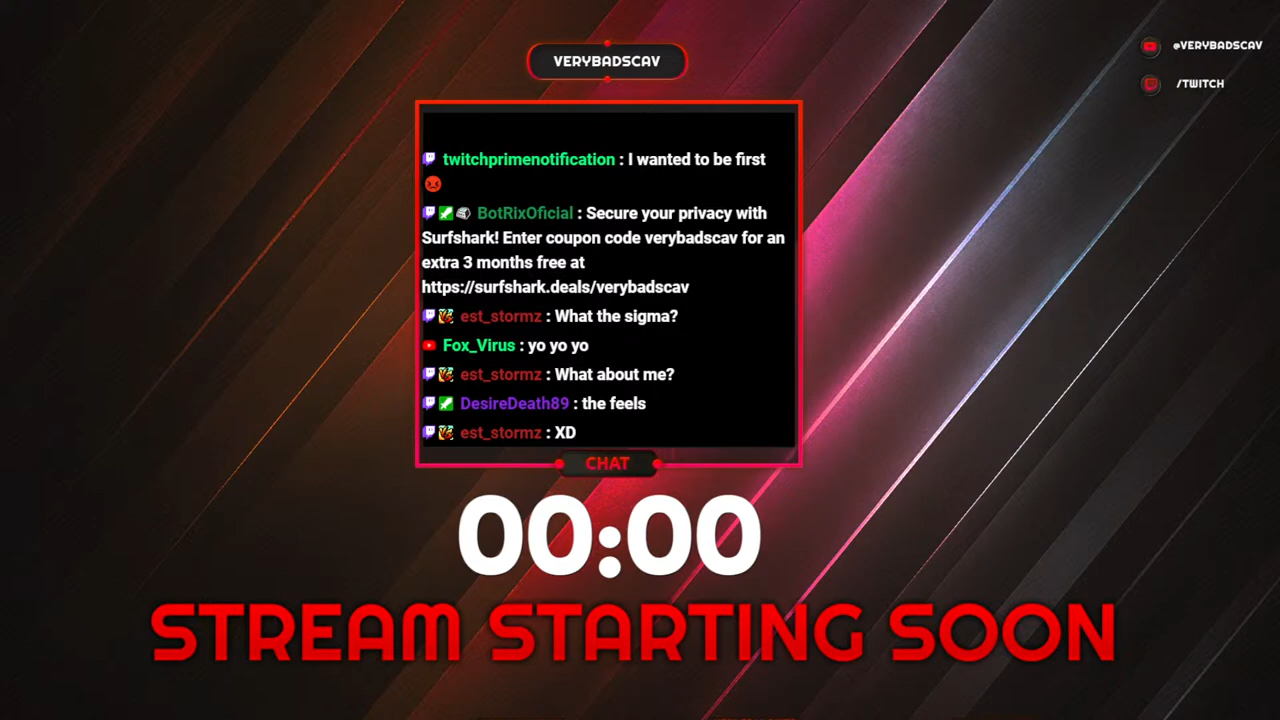 VERYBADSCAV
@VERYBADSCAV
/TWITCH
twitchprimenotification : I wanted to be first
BotRixOficial : Secure your privacy with
Surfshark! Enter coupon code verybadscav for an
extra 3 months free at
https://surfshark.deals/verybadscav
est_stormz : What the sigma?
Fox_Virus : yo yo yo
est_stormz : What about me?
DesireDeath89 : the feels
est_stormz : XD
CHAT
00:00
STREAM STARTING SOON